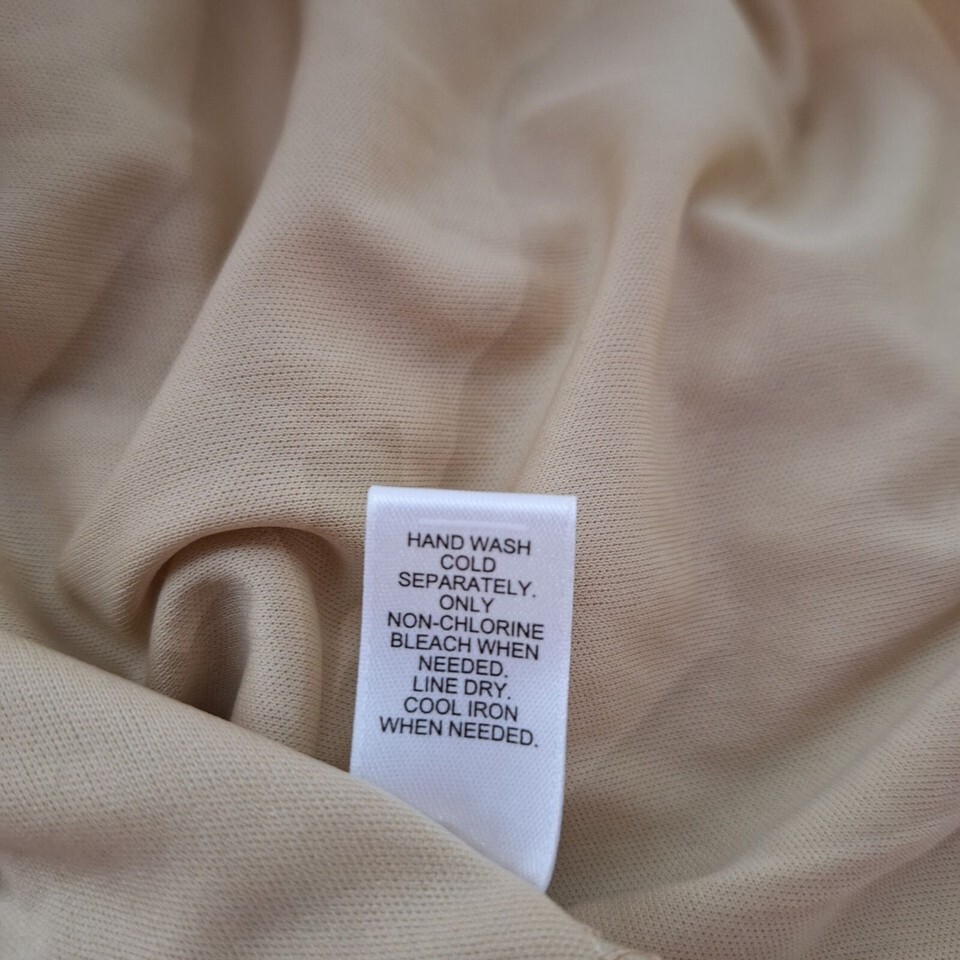 HAND WASH
COLD
SEPARATELY.
ONLY
NON-CHLORINE
BLEACH WHEN
NEEDED.
LINE DRY.
COOL IRON
WHEN NEEDED.